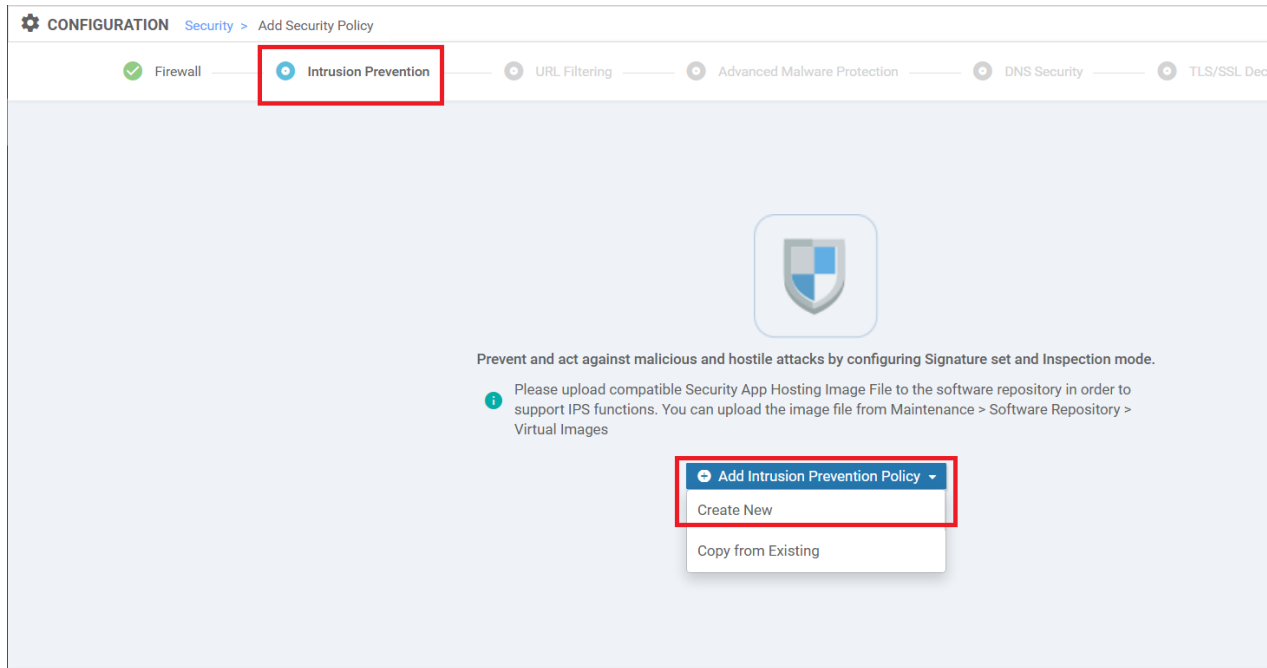 CONFIGURATION Security > Add Security Policy
Firewall Intrusion Prevention URL Filtering Advanced Malware Protection DNS Security TLS/SSL Dec
Prevent and act against malicious and hostile attacks by configuring Signature set and Inspection mode.
Please upload compatible Security App Hosting Image File to the software repository in order to
support IPS functions. You can upload the image file from Maintenance > Software Repository >
Virtual Images
Add Intrusion Prevention Policy
Create New
Copy from Existing